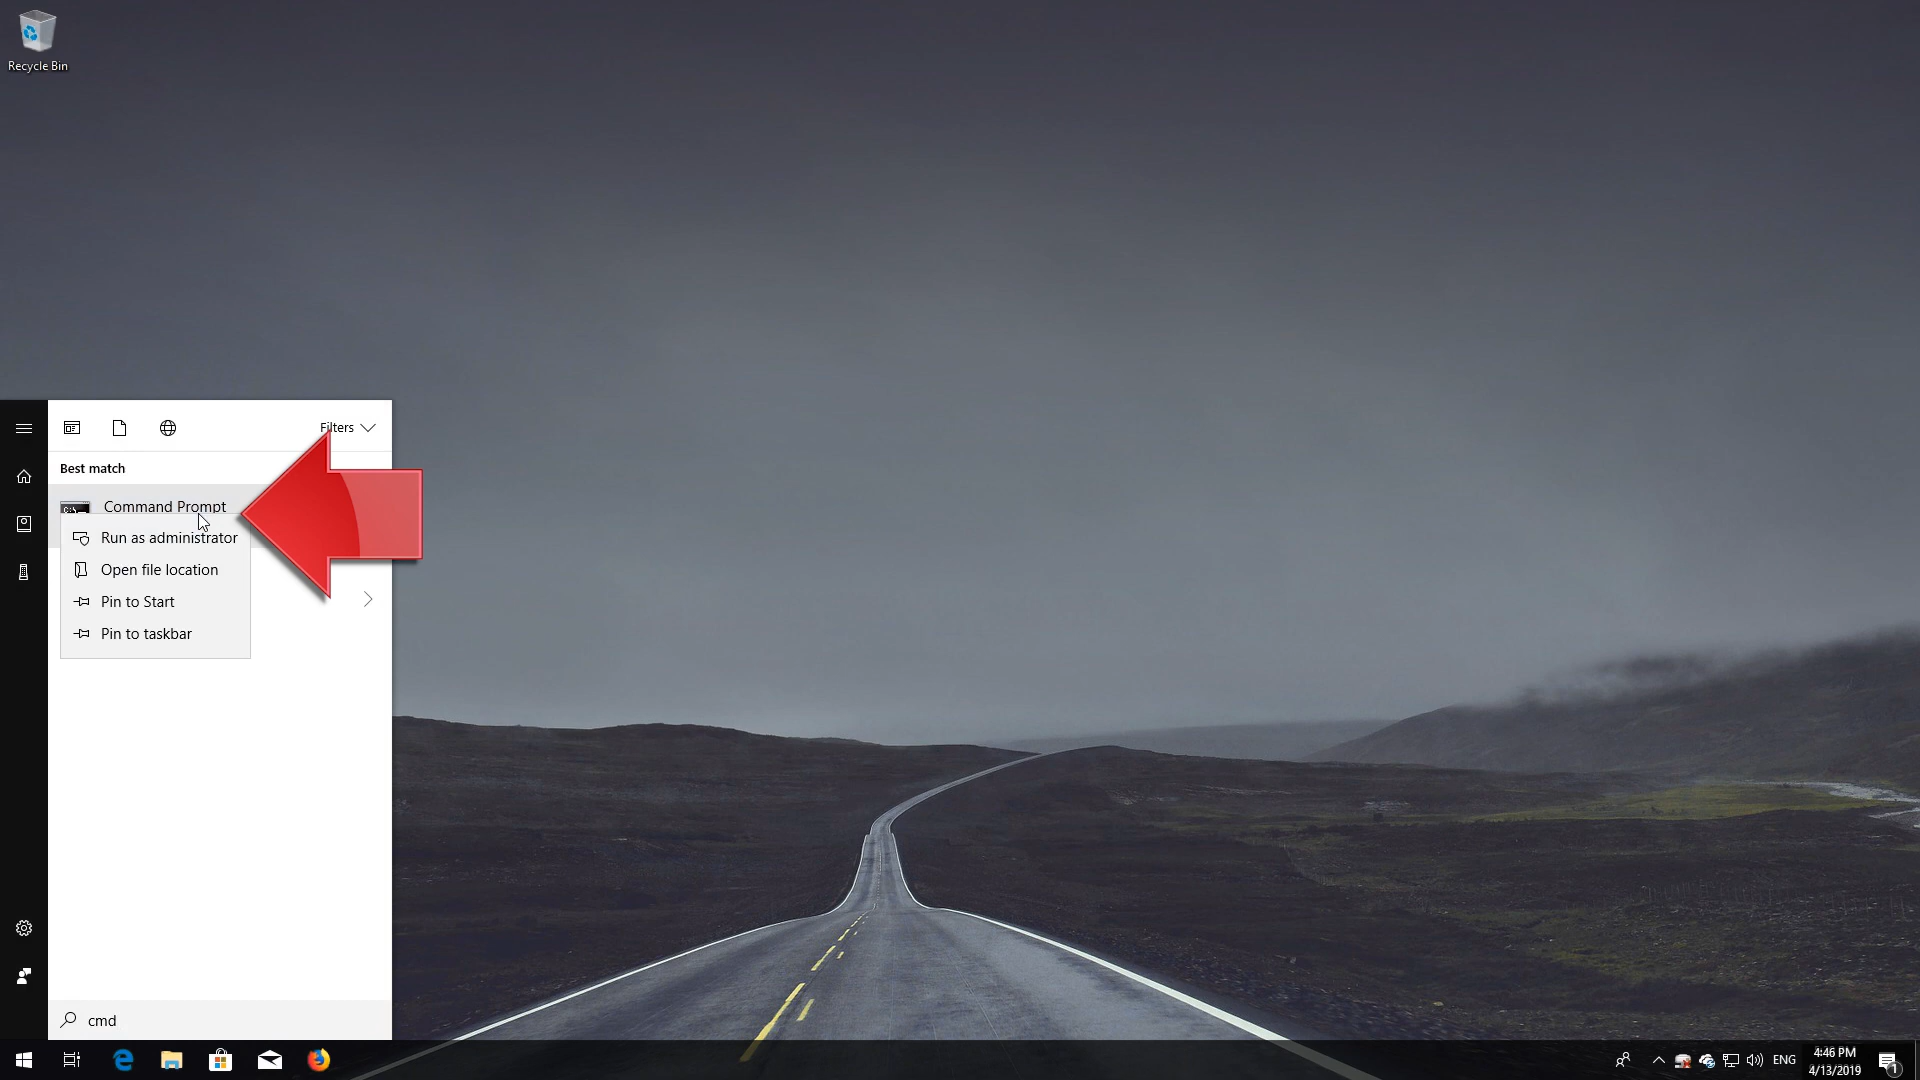 Recycle Bin
Filters
Best match
Command Prompt
Run as administrator
Open file location
Pin to Start
Pin to taskbar
cmd
ENG
4:46 PM
4/13/2019
1